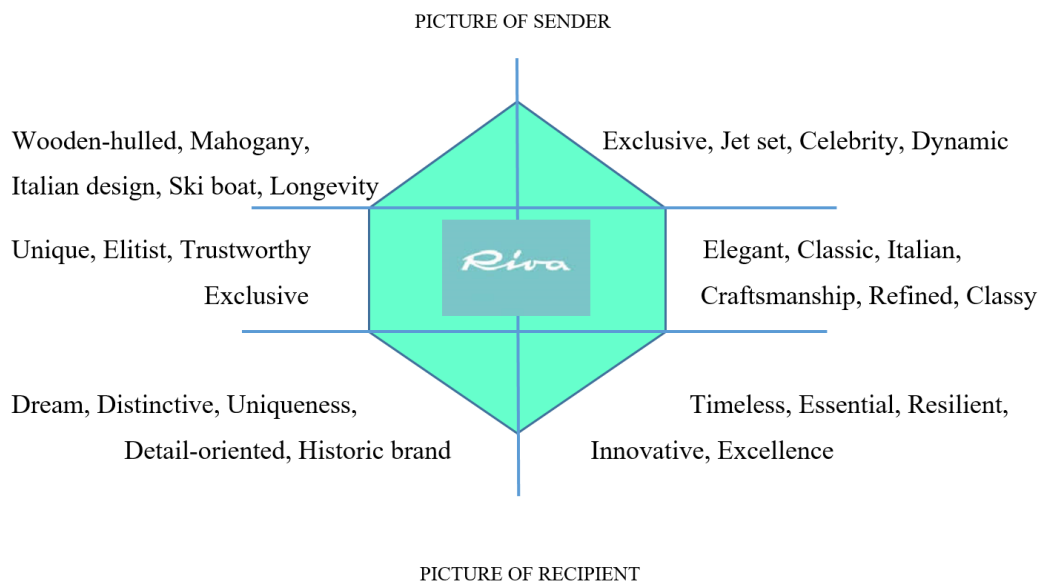 PICTURE OF SENDER
Wooden-hulled, Mahogany,
Italian design, Ski boat, Longevity
Exclusive, Jet set, Celebrity, Dynamic
Unique, Elitist, Trustworthy
Exclusive
Riva
Elegant, Classic, Italian,
Craftsmanship, Refined, Classy
Dream, Distinctive, Uniqueness,
Detail-oriented, Historic brand
Timeless, Essential, Resilient,
Innovative, Excellence
PICTURE OF RECIPIENT